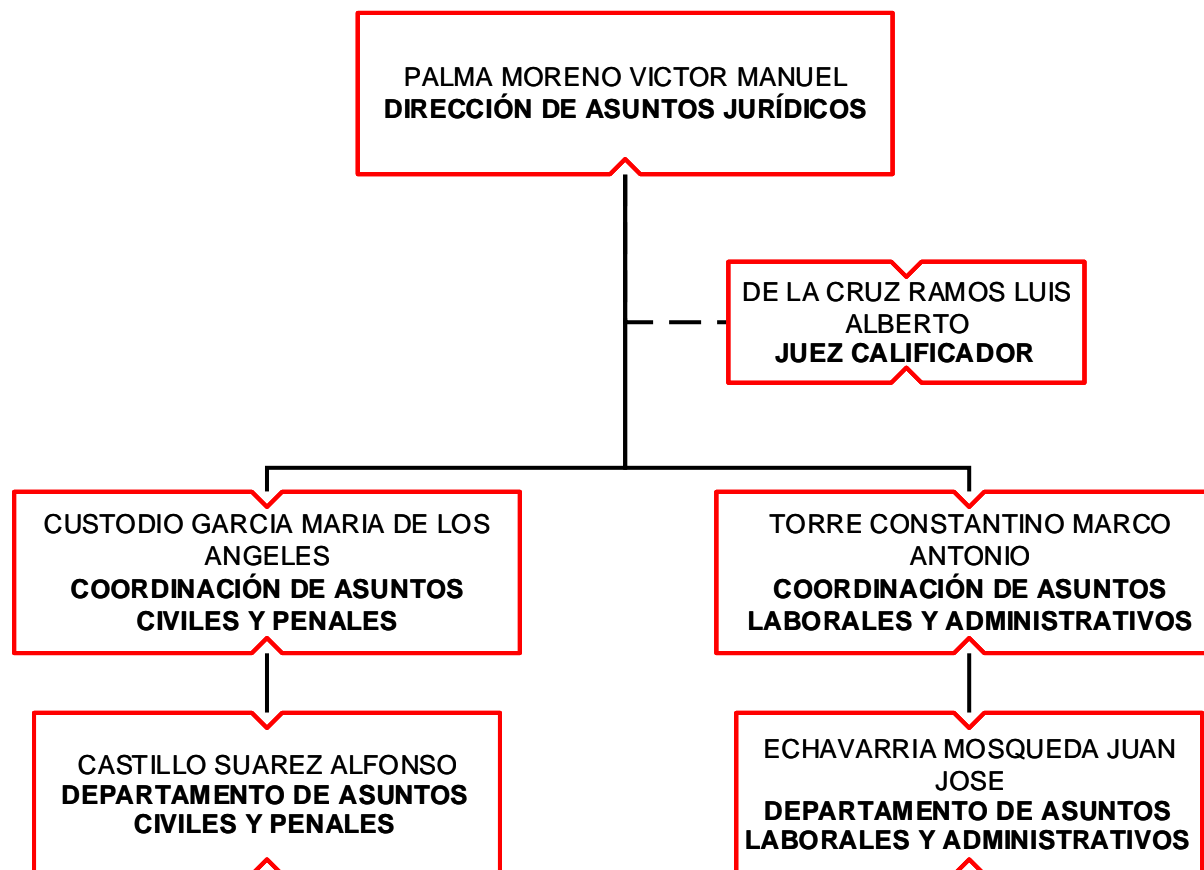 PALMA MORENO VICTOR MANUEL
DIRECCIÓN DE ASUNTOS JURÍDICOS
DE LA CRUZ RAMOS LUIS
ALBERTO
JUEZ CALIFICADOR
CUSTODIO GARCIA MARIA DE LOS
ANGELES
COORDINACIÓN DE ASUNTOS
CIVILES Y PENALES
TORRE CONSTANTINO MARCO
ANTONIO
COORDINACIÓN DE ASUNTOS
LABORALES Y ADMINISTRATIVOS
CASTILLO SUAREZ ALFONSO
DEPARTAMENTO DE ASUNTOS
CIVILES Y PENALES
ECHAVARRIA MOSQUEDA JUAN
JOSE
DEPARTAMENTO DE ASUNTOS
LABORALES Y ADMINISTRATIVOS